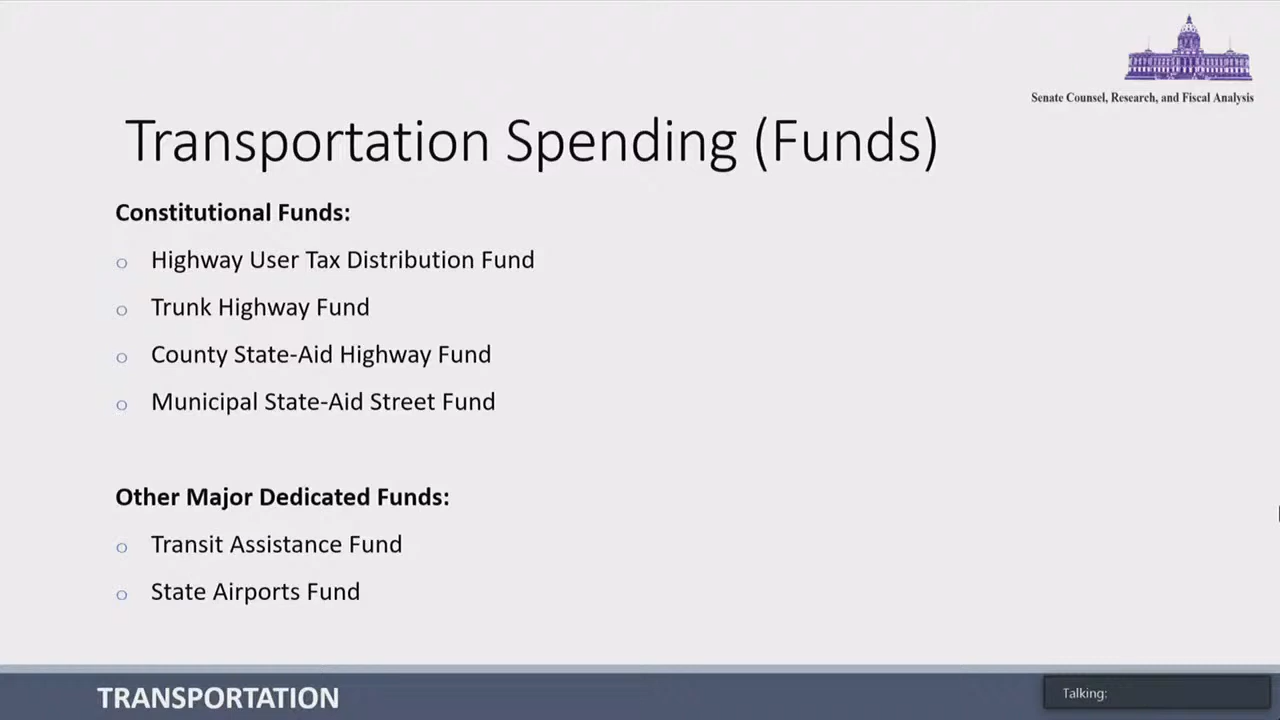 Senate Counsel, Research, and Fiscal Analysis
Transportation Spending (Funds)
Constitutional Funds:
o Highway User Tax Distribution Fund
o Trunk Highway Fund
o County State-Aid Highway Fund
o Municipal State-Aid Street Fund
Other Major Dedicated Funds:
o Transit Assistance Fund
o State Airports Fund
TRANSPORTATION
Talking: